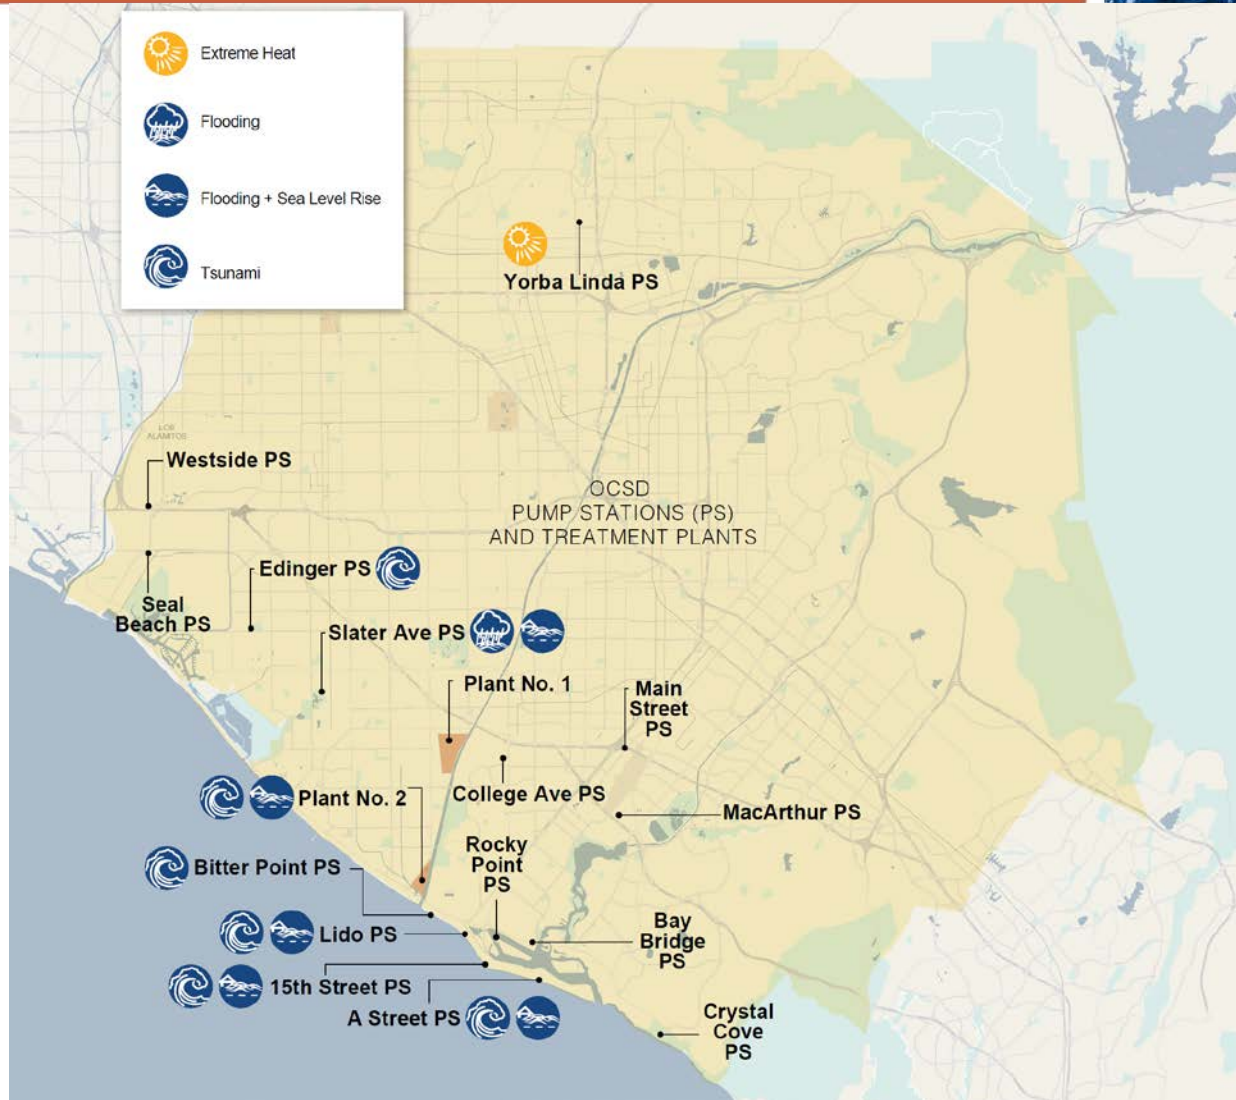 Extreme Heat
Flooding
Flooding + Sea Level Rise
Tsunami
Yorba Linda PS
LOS
ALAMITOS
Westside PS
OCSD
PUMP STATIONS (PS)
AND TREATMENT PLANTS
Edinger PS
Seal
Beach PS
Slater Ave PS
Plant No. 1
Main
Street
PS
Plant No. 2
College Ave PS
MacArthur PS
Rocky
Point
PS
Bitter Point PS
Bay
Bridge
PS
Lido PS
15th Street PS
A Street PS
Crystal
Cove
PS